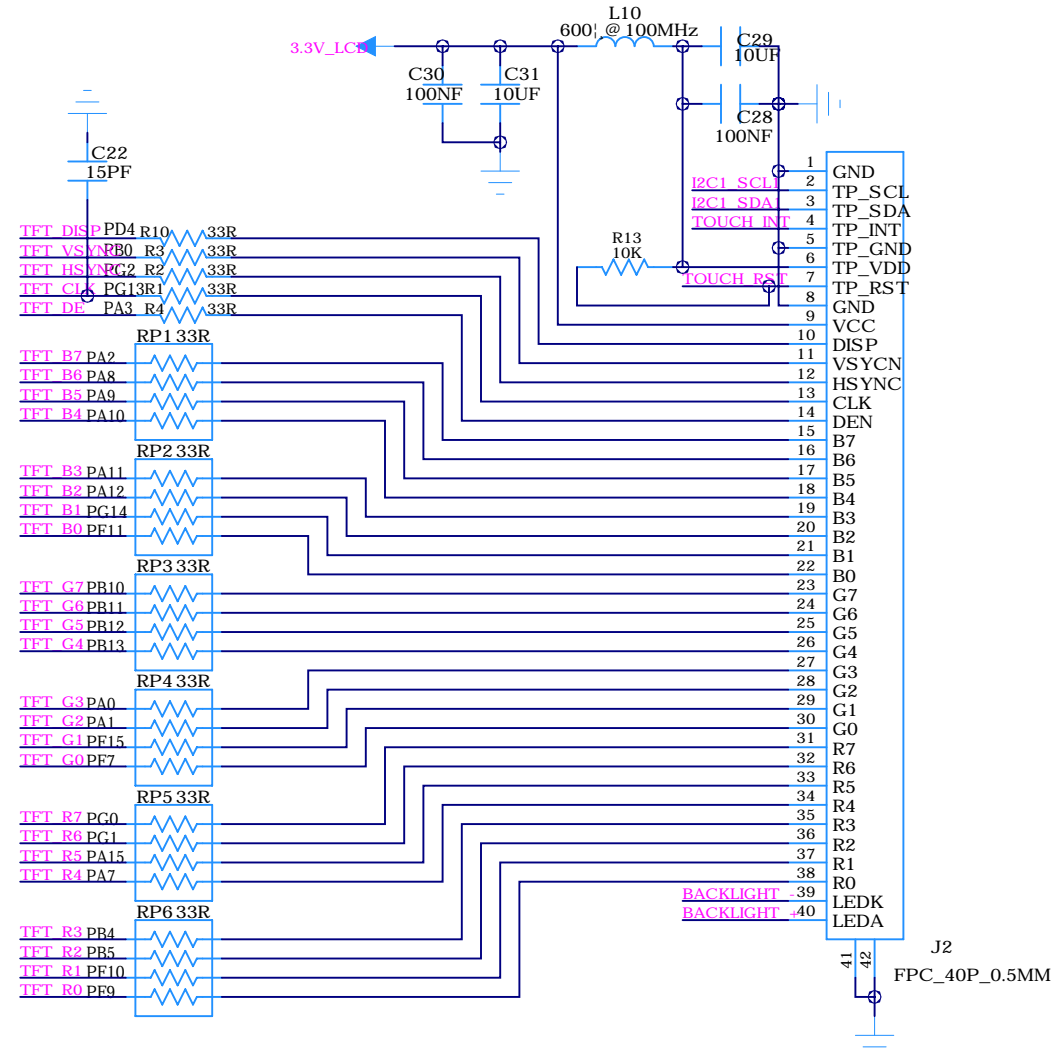 L10
600¦ @ 100MHz
3.3V_LCD
C29
10UF
C30
100NF
C31
10UF
C28
100NF
C22
15PF
R13
10K
I2C1_SCL1
I2C1_SDA1
TOUCH_INT
TOUCH_RST
TFT_DISP PD4 R10 33R
TFT_VSYNC PB0 R3 33R
TFT_HSYNC PG2 R2 33R
TFT_CLK PG13 R1 33R
TFT_DE PA3 R4 33R
RP1 33R
TFT_B7 PA2
TFT_B6 PA8
TFT_B5 PA9
TFT_B4 PA10
RP2 33R
TFT_B3 PA11
TFT_B2 PA12
TFT_B1 PG14
TFT_B0 PF11
RP3 33R
TFT_G7 PB10
TFT_G6 PB11
TFT_G5 PB12
TFT_G4 PB13
RP4 33R
TFT_G3 PA0
TFT_G2 PA1
TFT_G1 PF15
TFT_G0 PF7
RP5 33R
TFT_R7 PG0
TFT_R6 PG1
TFT_R5 PA15
TFT_R4 PA7
RP6 33R
TFT_R3 PB4
TFT_R2 PB5
TFT_R1 PF10
TFT_R0 PF9
1 GND
2 TP_SCL
3 TP_SDA
4 TP_INT
5 TP_GND
6 TP_VDD
7 TP_RST
8 GND
9 VCC
10 DISP
11 VSYCN
12 HSYNC
13 CLK
14 DEN
15 B7
16 B6
17 B5
18 B4
19 B3
20 B2
21 B1
22 B0
23 G7
24 G6
25 G5
26 G4
27 G3
28 G2
29 G1
30 G0
31 R7
32 R6
33 R5
34 R4
35 R3
36 R2
37 R1
38 R0
BACKLIGHT_- 39 LEDK
BACKLIGHT_+ 40 LEDA
41
42
J2
FPC_40P_0.5MM